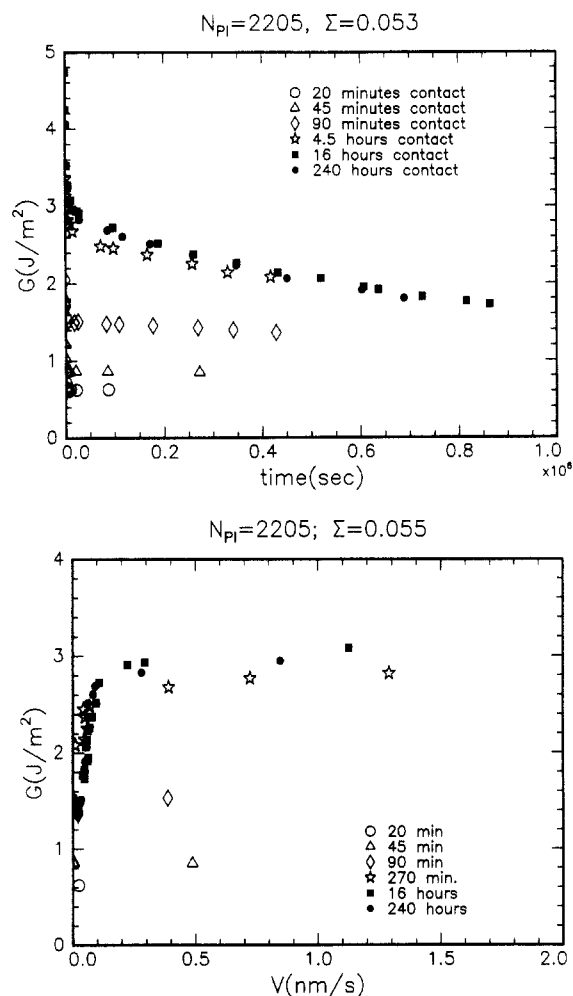 N_PI=2205, Σ=0.053
5
4
3
2
1
0
G(J/m²)
○ 20 minutes contact
△ 45 minutes contact
◇ 90 minutes contact
☆ 4.5 hours contact
■ 16 hours contact
● 240 hours contact
0.0 0.2 0.4 0.6 0.8 1.0
×10⁶
time(sec)
N_PI=2205; Σ=0.055
4
3
2
1
0
G(J/m²)
○ 20 min
△ 45 min
◇ 90 min
☆ 270 min.
■ 16 hours
● 240 hours
0.0 0.5 1.0 1.5 2.0
V(nm/s)